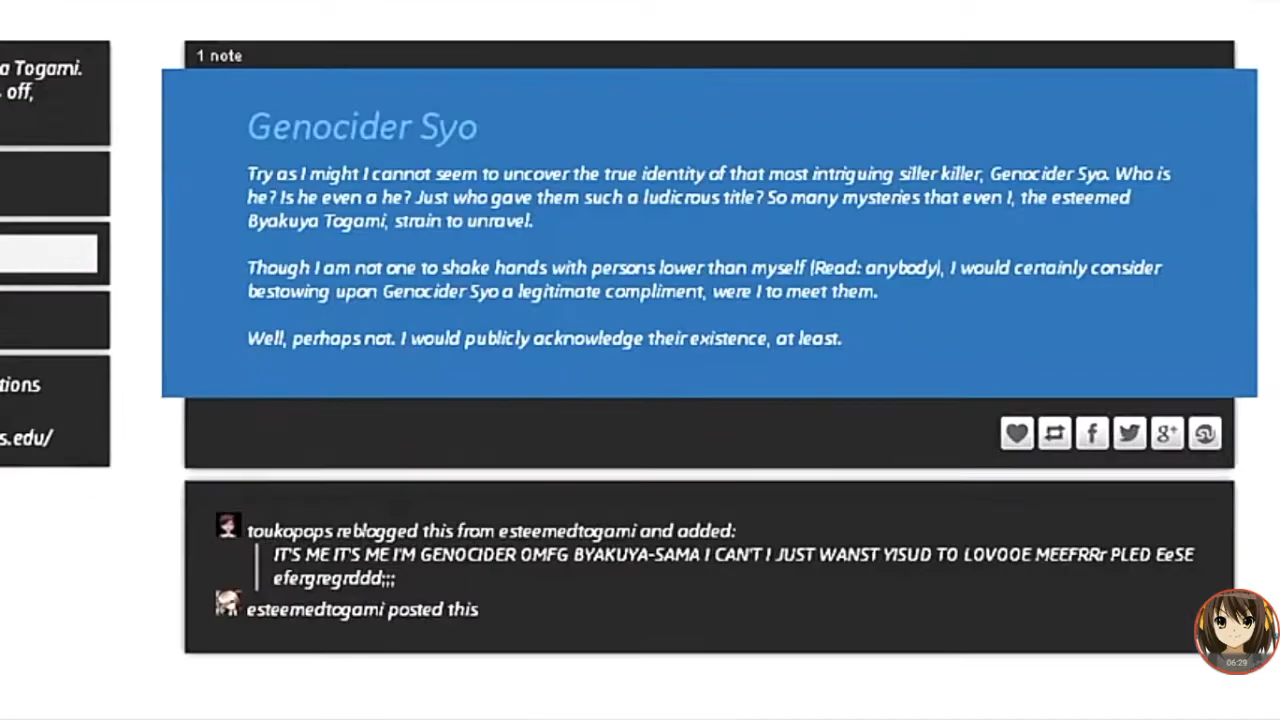 a Togami.
off,
tions
s.edu/
1 note
Genocider Syo
Try as I might I cannot seem to uncover the true identity of that most intriguing siller killer, Genocider Syo. Who is
he? Is he even a he? Just who gave them such a ludicrous title? So many mysteries that even I, the esteemed
Byakuya Togami, strain to unravel.
Though I am not one to shake hands with persons lower than myself (Read: anybody), I would certainly consider
bestowing upon Genocider Syo a legitimate compliment, were I to meet them.
Well, perhaps not. I would publicly acknowledge their existence, at least.
toukopops reblogged this from esteemedtogami and added:
IT'S ME IT'S ME I'M GENOCIDER OMFG BYAKUYA-SAMA I CAN'T I JUST WANST YISUD TO LOVOOE MEEFRRr PLED EeSE
efergregrddd;;;
esteemedtogami posted this
06:29